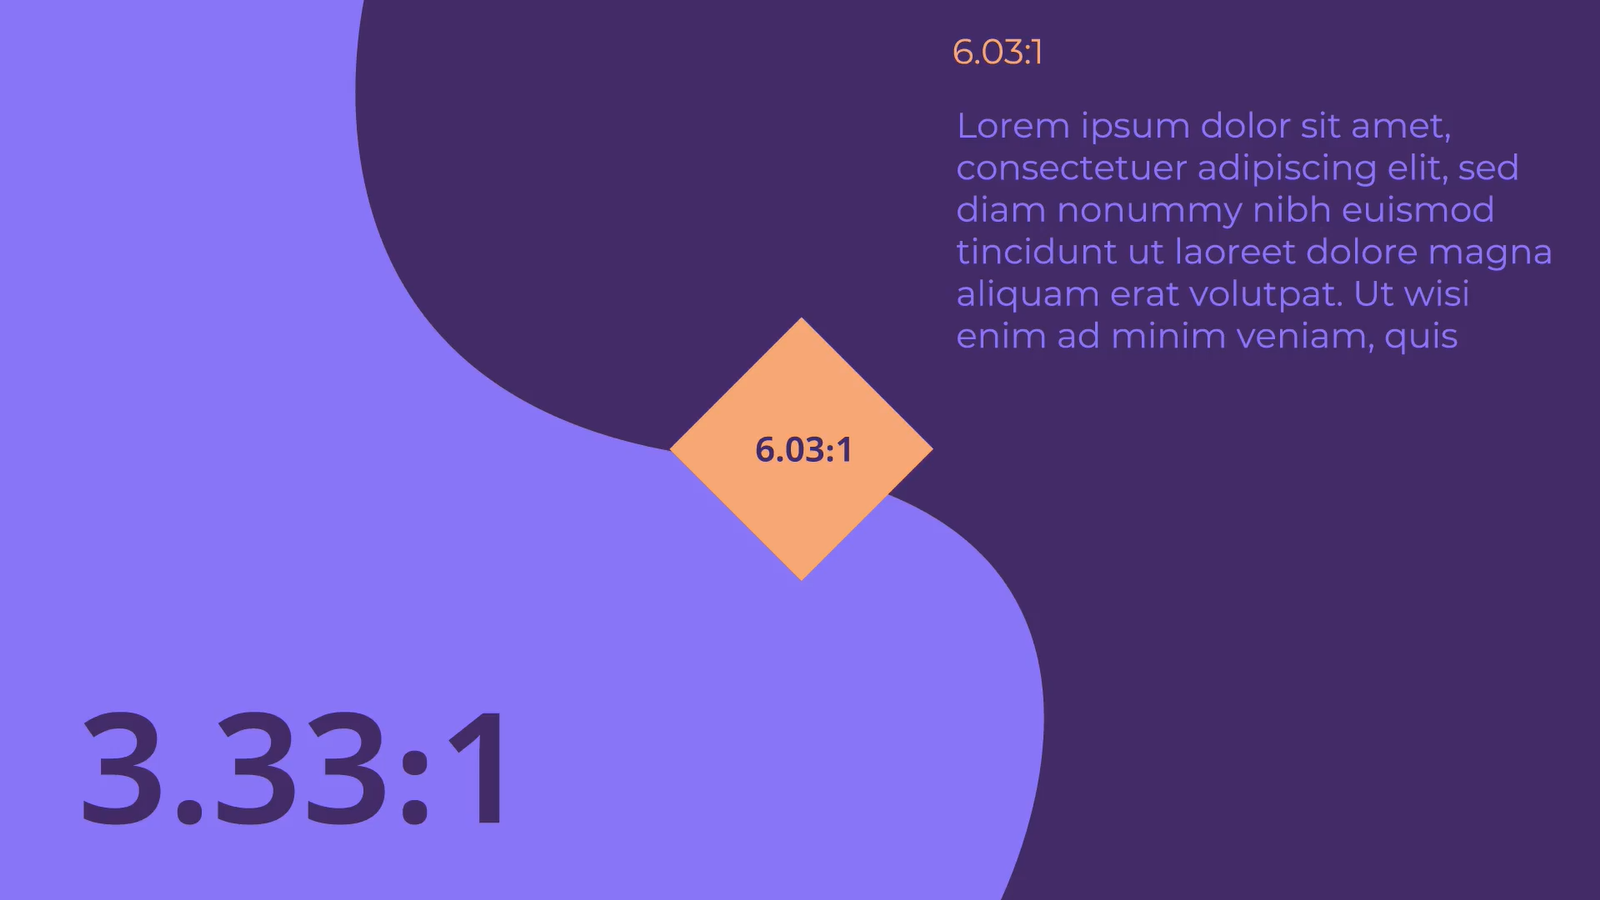 6.03:1
Lorem ipsum dolor sit amet,
consectetuer adipiscing elit, sed
diam nonummy nibh euismod
tincidunt ut laoreet dolore magna
aliquam erat volutpat. Ut wisi
enim ad minim veniam, quis
6.03:1
3.33:1